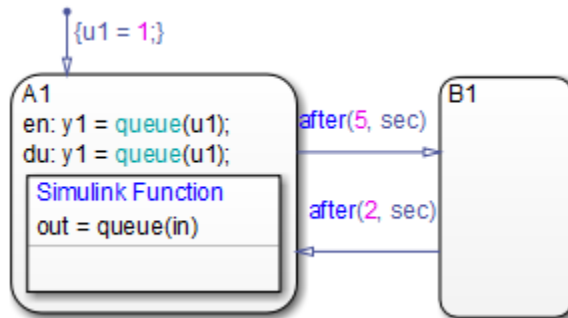 {u1 = 1;}
A1
en: y1 = queue(u1);
du: y1 = queue(u1);
Simulink Function
out = queue(in)
after(5, sec)
after(2, sec)
B1